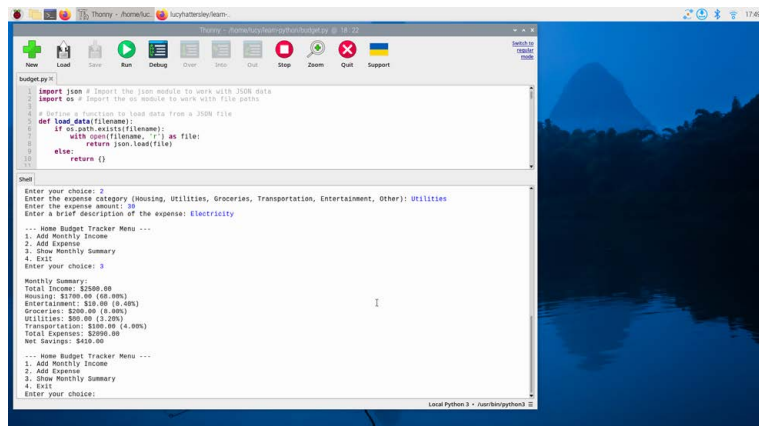 Thonny - /home/luc..
lucyhattersley/learn-..
17:49
Thonny - /home/lucy/learn-python/budget.py @ 18:22
New Load Save Run Debug Over Into Out Stop Zoom Quit Support
Switch to
regular
mode
budget.py ×
1 import json # Import the json module to work with JSON data
2 import os # Import the os module to work with file paths
3
4 # Define a function to load data from a JSON file
5 def load_data(filename):
6 if os.path.exists(filename):
7 with open(filename, 'r') as file:
8 return json.load(file)
9 else:
10 return {}
Shell
Enter your choice: 2
Enter the expense category (Housing, Utilities, Groceries, Transportation, Entertainment, Other): Utilities
Enter the expense amount: 30
Enter a brief description of the expense: Electricity
--- Home Budget Tracker Menu ---
1. Add Monthly Income
2. Add Expense
3. Show Monthly Summary
4. Exit
Enter your choice: 3
Monthly Summary:
Total Income: $2500.00
Housing: $1700.00 (68.00%)
Entertainment: $10.00 (0.40%)
Groceries: $200.00 (8.00%)
Utilities: $80.00 (3.20%)
Transportation: $100.00 (4.00%)
Total Expenses: $2090.00
Net Savings: $410.00
--- Home Budget Tracker Menu ---
1. Add Monthly Income
2. Add Expense
3. Show Monthly Summary
4. Exit
Enter your choice:
Local Python 3 • /usr/bin/python3 ☰